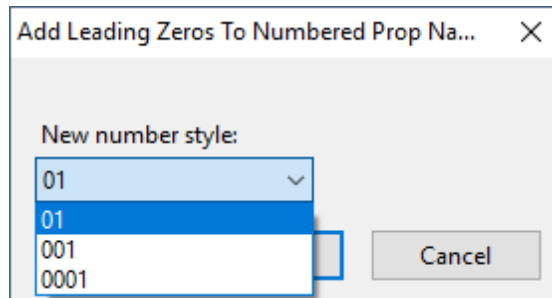 Add Leading Zeros To Numbered Prop Na...
New number style:
01
01
001
0001
Cancel